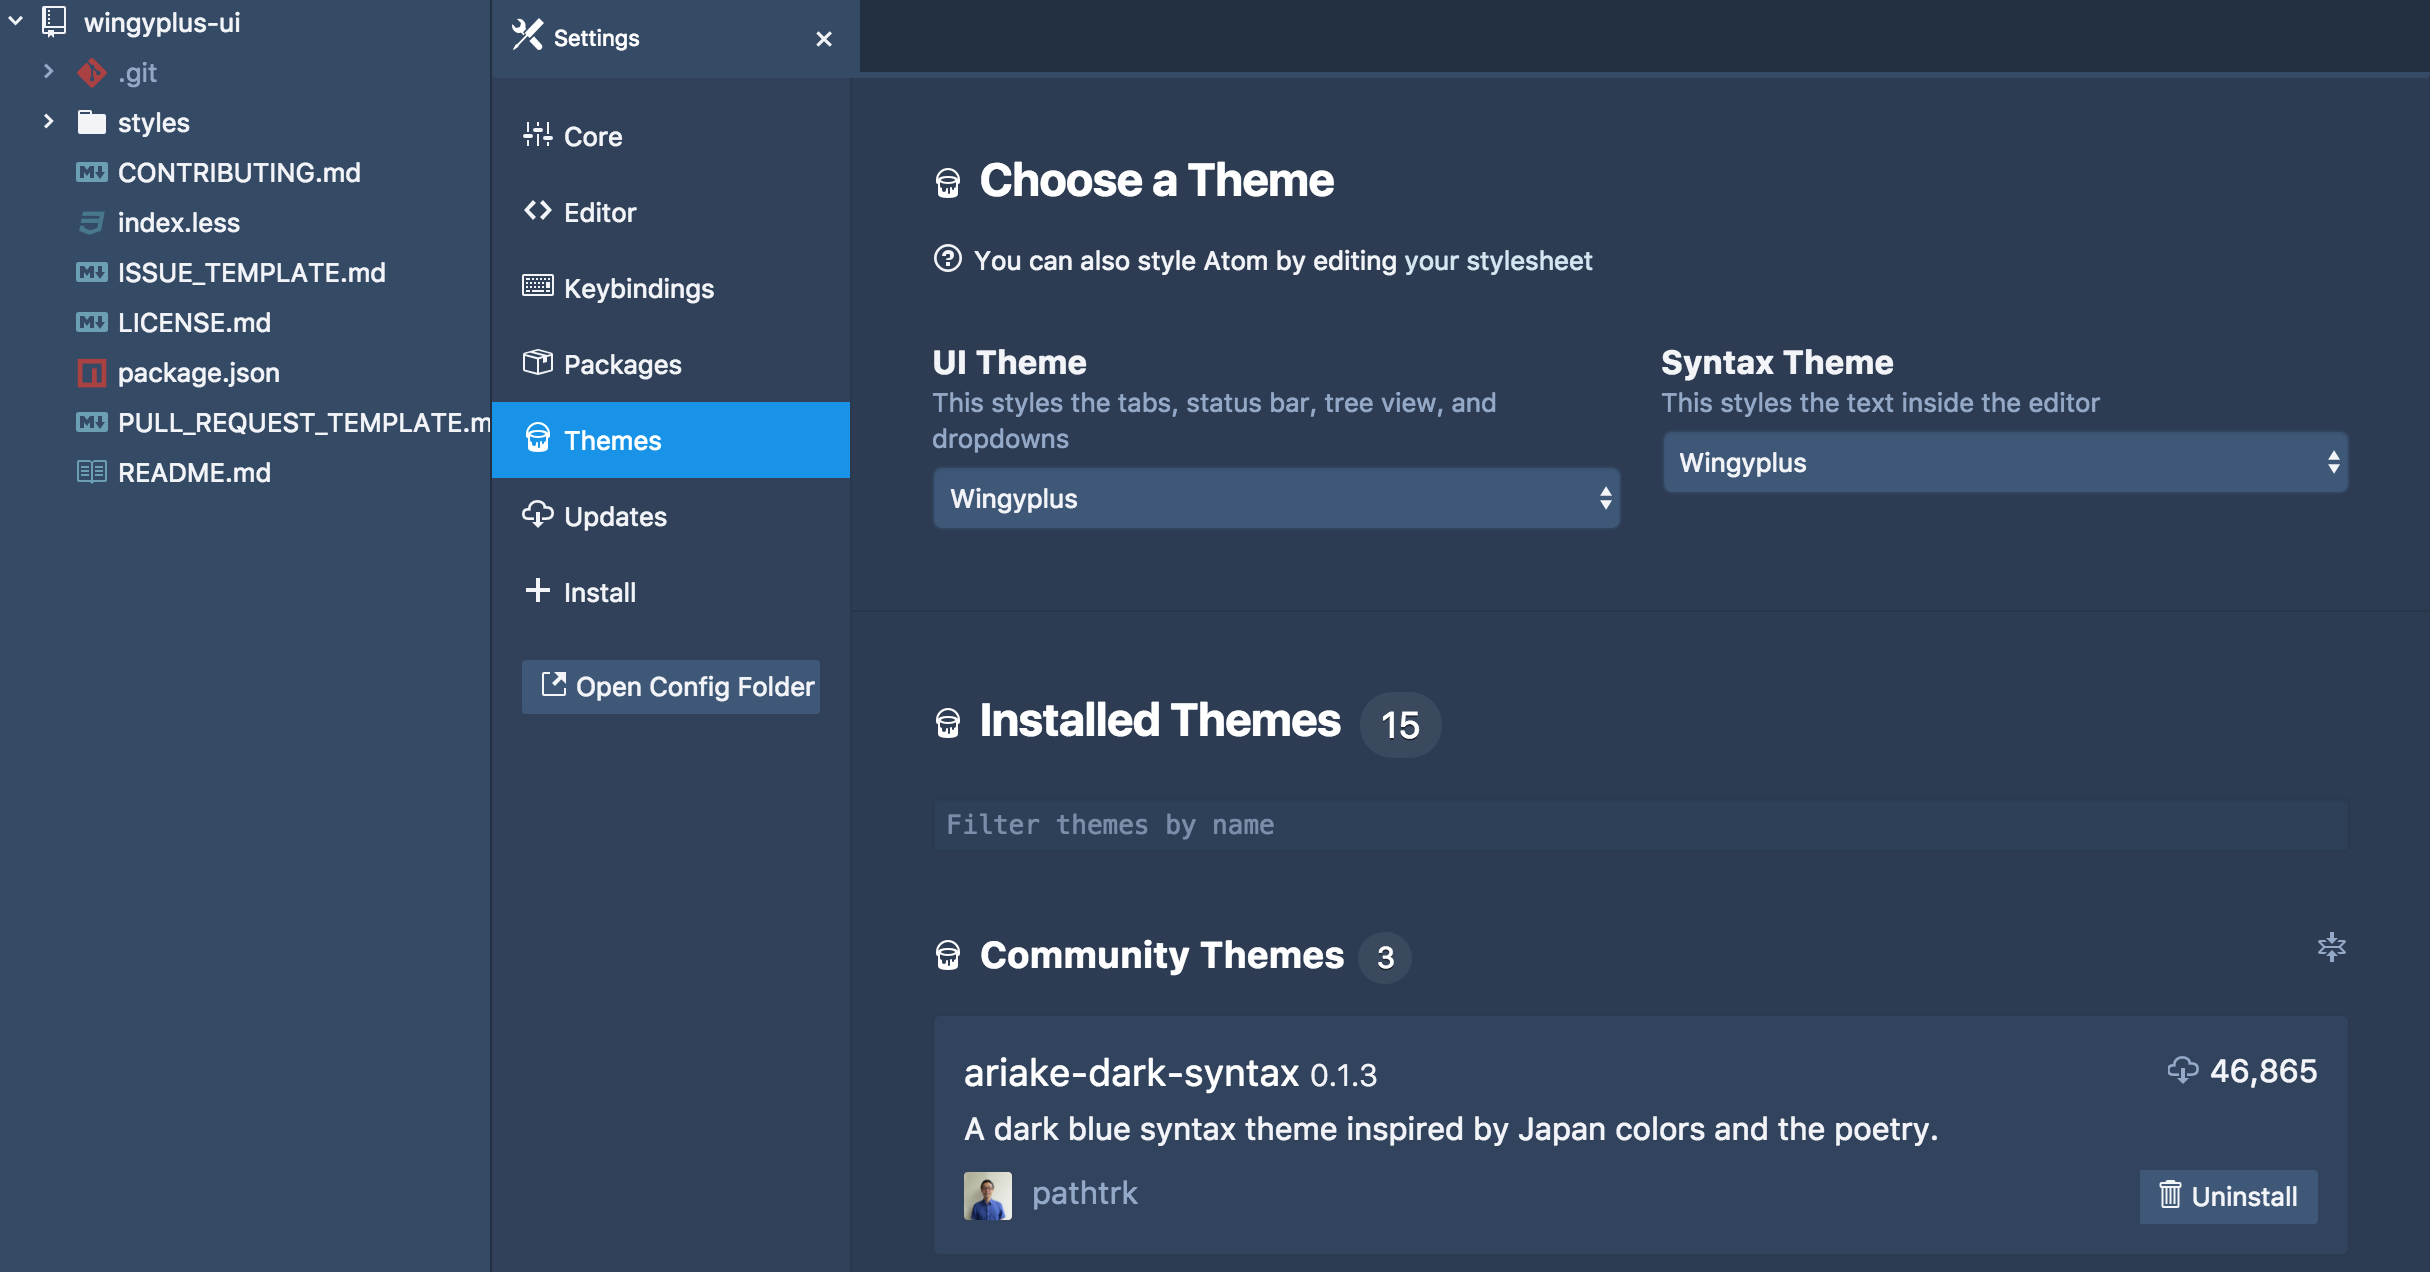 wingyplus-ui
.git
styles
CONTRIBUTING.md
index.less
ISSUE_TEMPLATE.md
LICENSE.md
package.json
PULL_REQUEST_TEMPLATE.m
README.md
Settings
Core
Editor
Keybindings
Packages
Themes
Updates
Install
Open Config Folder
Choose a Theme
You can also style Atom by editing your stylesheet
UI Theme
This styles the tabs, status bar, tree view, and
dropdowns
Wingyplus
Syntax Theme
This styles the text inside the editor
Wingyplus
Installed Themes 15
Filter themes by name
Community Themes 3
ariake-dark-syntax 0.1.3
46,865
A dark blue syntax theme inspired by Japan colors and the poetry.
pathtrk
Uninstall